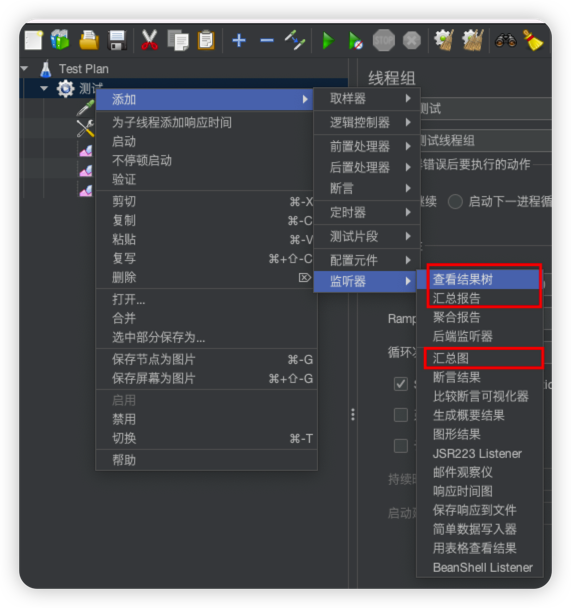 STOP
Test Plan
测试
线程组
添加
为子线程添加响应时间
启动
不停顿启动
验证
剪切 ⌘-X
复制 ⌘-C
粘贴 ⌘-V
复写 ⌘+⇧-C
删除 ⌦
打开...
合并
选中部分保存为...
保存节点为图片 ⌘-G
保存屏幕为图片 ⌘+⇧-G
启用
禁用
切换 ⌘-T
帮助
取样器
逻辑控制器
前置处理器
后置处理器
断言
定时器
测试片段
配置元件
监听器
测试
测试线程组
错误后要执行的动作
继续 启动下一进程循
Ramp
循环次
持续时
启动延
查看结果树
汇总报告
聚合报告
后端监听器
汇总图
断言结果
比较断言可视化器
生成概要结果
图形结果
JSR223 Listener
邮件观察仪
响应时间图
保存响应到文件
简单数据写入器
用表格查看结果
BeanShell Listener